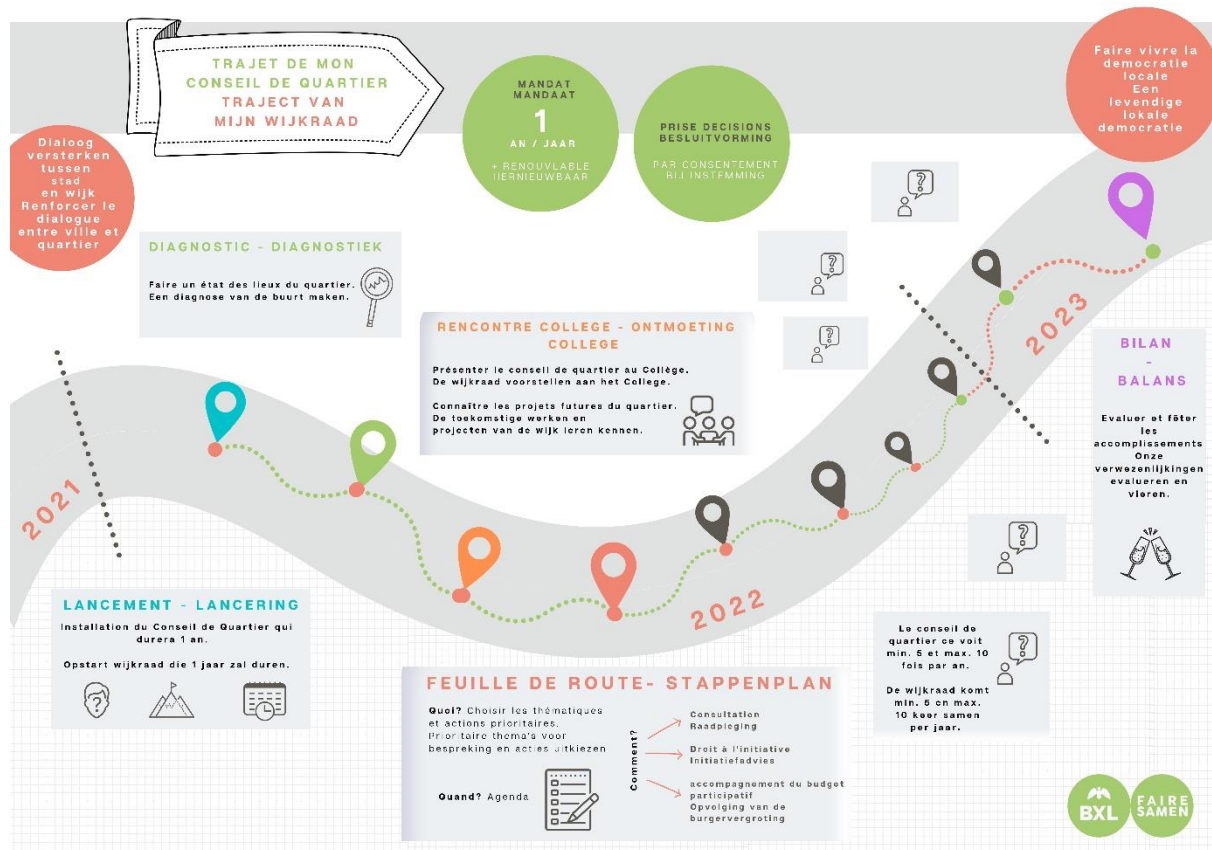 TRAJET DE MON
CONSEIL DE QUARTIER
TRAJECT VAN
MIJN WIJKRAAD
MANDAT
MANDAAT
1
AN / JAAR
+ RENOUVLABLE
HERNIEUWBAAR
PRISE DECISIONS
BESLUITVORMING
PAR CONSENTEMENT
BIJ INSTEMMING
Faire vivre la
democratie
locale
Een
levendige
lokale
democratie
Dialoog
versterken
tussen
stad
en wijk
Renforcer le
dialogue
entre ville et
quartier
DIAGNOSTIC - DIAGNOSTIEK
Faire un état des lieux du quartier.
Een diagnose van de buurt maken.
RENCONTRE COLLEGE - ONTMOETING
COLLEGE
Présenter le conseil de quartier au Collège.
De wijkraad voorstellen aan het College.
Connaître les projets futures du quartier.
De toekomstige werken en
projecten van de wijk leren kennen.
?
?
?
2021
2022
2023
BILAN
-
BALANS
Evaluer et fêter
les
accomplissements
Onze
verwezenlijkingen
evalueren en
vieren.
LANCEMENT - LANCERING
Installation du Conseil de Quartier qui
durera 1 an.
Opstart wijkraad die 1 jaar zal duren.
?
FEUILLE DE ROUTE- STAPPENPLAN
Quoi? Choisir les thématiques
et actions prioritaires.
Prioritaire thema's voor
bespreking en acties uitkiezen
Quand? Agenda
Comment?
Consultation
Raadpleging
Droit à l'initiative
Initiatiefadvies
accompagnement du budget
participatif
Opvolging van de
burgervergroting
?
Le conseil de
quartier ce voit
min. 5 et max. 10
fois par an.
De wijkraad komt
min. 5 en max.
10 keer samen
per jaar.
?
BXL
FAIRE
SAMEN